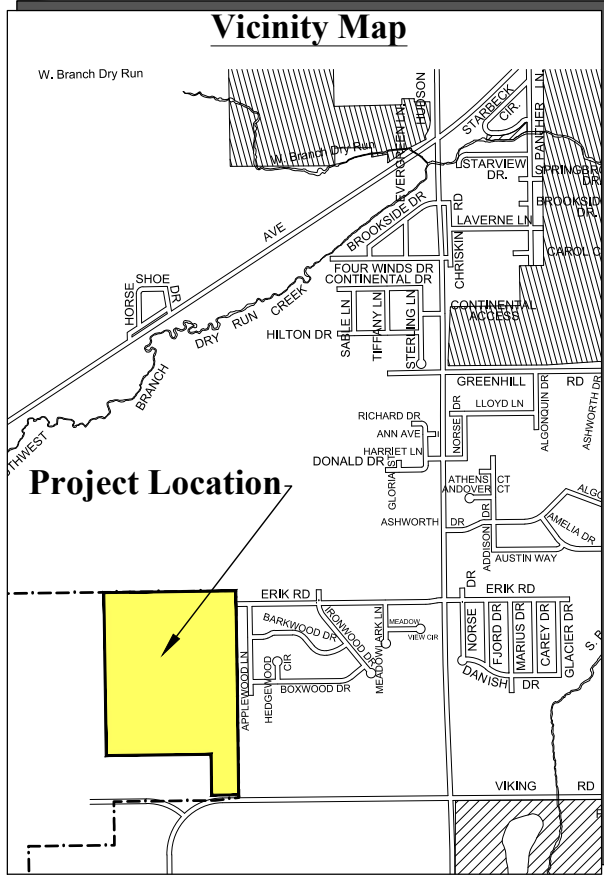 Vicinity Map
W. Branch Dry Run
HUDSON
STARBECK
CIR.
PANTHER LN
EVERGREEN LN
W. Branch Dry Run
STARVIEW
DR.
RD
BROOKSIDE DR
LAVERNE LN
CHRISKIN
CAROL C
AVE
FOUR WINDS DR
CONTINENTAL DR
CONTINENTAL
ACCESS
HORSE
SHOE
DR
DRY RUN CREEK
BRANCH
HILTON DR
SABLE LN
TIFFANY LN
STERLING LN
GREENHILL RD
LLOYD LN
NORSE DR
ALGONQUIN DR
ASHWORTH DR
RICHARD DR
ANN AVE
HARRIET LN
DONALD DR
GLORIA ST
ATHENS CT
ANDOVER CT
ASHWORTH DR
ADDISON DR
AMELIA DR
AUSTIN WAY
Project Location
ERIK RD
BARKWOOD DR
IRONWOOD DR
MEADOWLARK LN
MEADOW
VIEW CIR
APPLEWOOD LN
HEDGEWOOD
CIR
BOXWOOD DR
ERIK RD
NORSE
DR
FJORD DR
MARIUS DR
CAREY DR
GLACIER DR
DANISH DR
VIKING RD